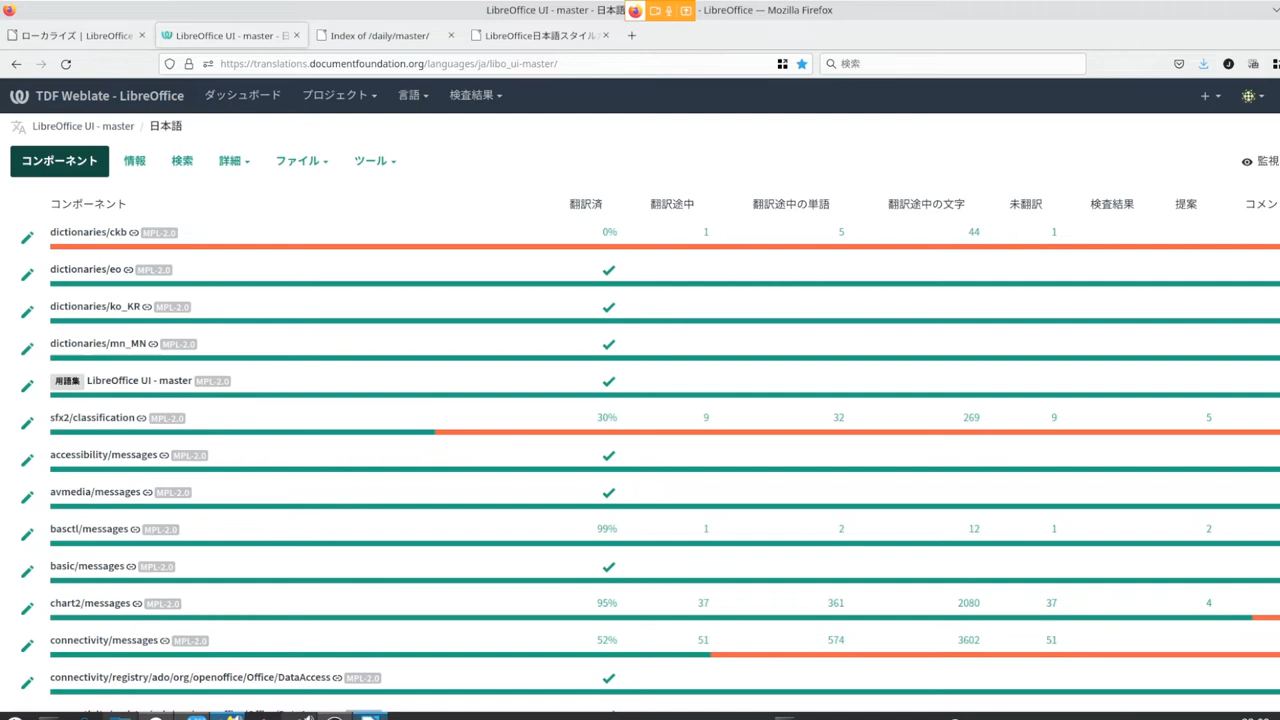 LibreOffice UI - master - 日本語 - LibreOffice — Mozilla Firefox
ローカライズ | LibreOffice
LibreOffice UI - master - 日
Index of /daily/master/
LibreOffice日本語スタイル
https://translations.documentfoundation.org/languages/ja/libo_ui-master/
検索
TDF Weblate - LibreOffice ダッシュボード プロジェクト 言語 検査結果
LibreOffice UI - master / 日本語
コンポーネント 情報 検索 詳細 ファイル ツール 監視
コンポーネント 翻訳済 翻訳途中 翻訳途中の単語 翻訳途中の文字 未翻訳 検査結果 提案 コメン
dictionaries/ckb MPL-2.0 0% 1 5 44 1
dictionaries/eo MPL-2.0
dictionaries/ko_KR MPL-2.0
dictionaries/mn_MN MPL-2.0
用語集 LibreOffice UI - master MPL-2.0
sfx2/classification MPL-2.0 30% 9 32 269 9 5
accessibility/messages MPL-2.0
avmedia/messages MPL-2.0
basctl/messages MPL-2.0 99% 1 2 12 1 2
basic/messages MPL-2.0
chart2/messages MPL-2.0 95% 37 361 2080 37 4
connectivity/messages MPL-2.0 52% 51 574 3602 51
connectivity/registry/ado/org/openoffice/Office/DataAccess MPL-2.0